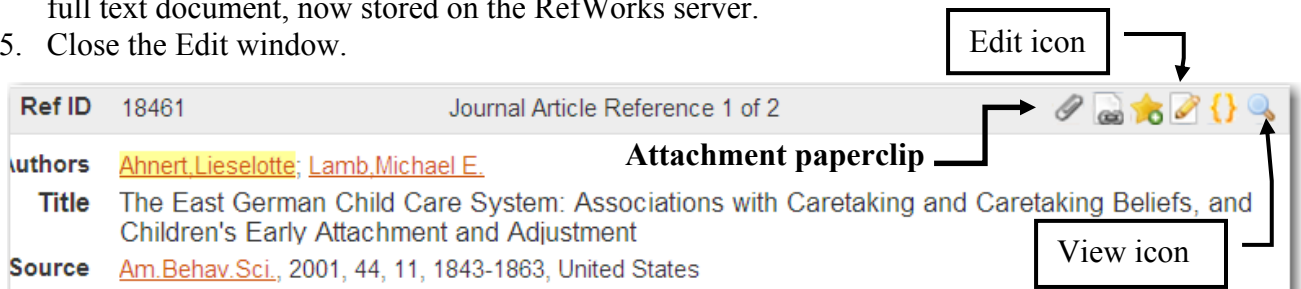 full text document, now stored on the RefWorks server.
5. Close the Edit window.
Edit icon
Ref ID 18461 Journal Article Reference 1 of 2
Authors Ahnert,Lieselotte; Lamb,Michael E.
Attachment paperclip
Title The East German Child Care System: Associations with Caretaking and Caretaking Beliefs, and
Children's Early Attachment and Adjustment
View icon
Source Am.Behav.Sci., 2001, 44, 11, 1843-1863, United States